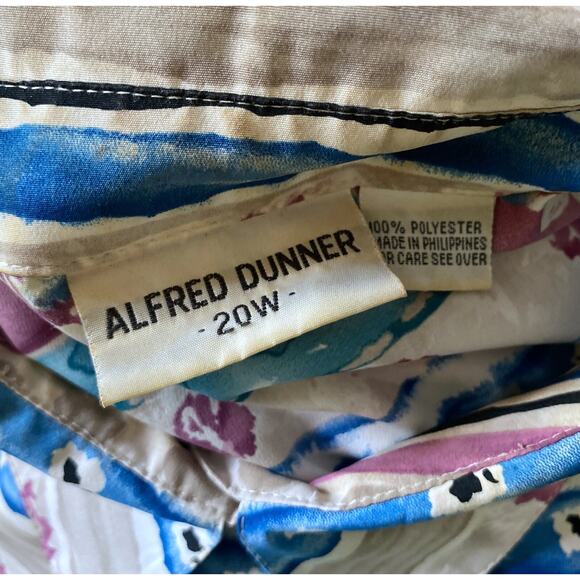 ALFRED DUNNER
- 20W -
100% POLYESTER
MADE IN PHILIPPINES
FOR CARE SEE OVER